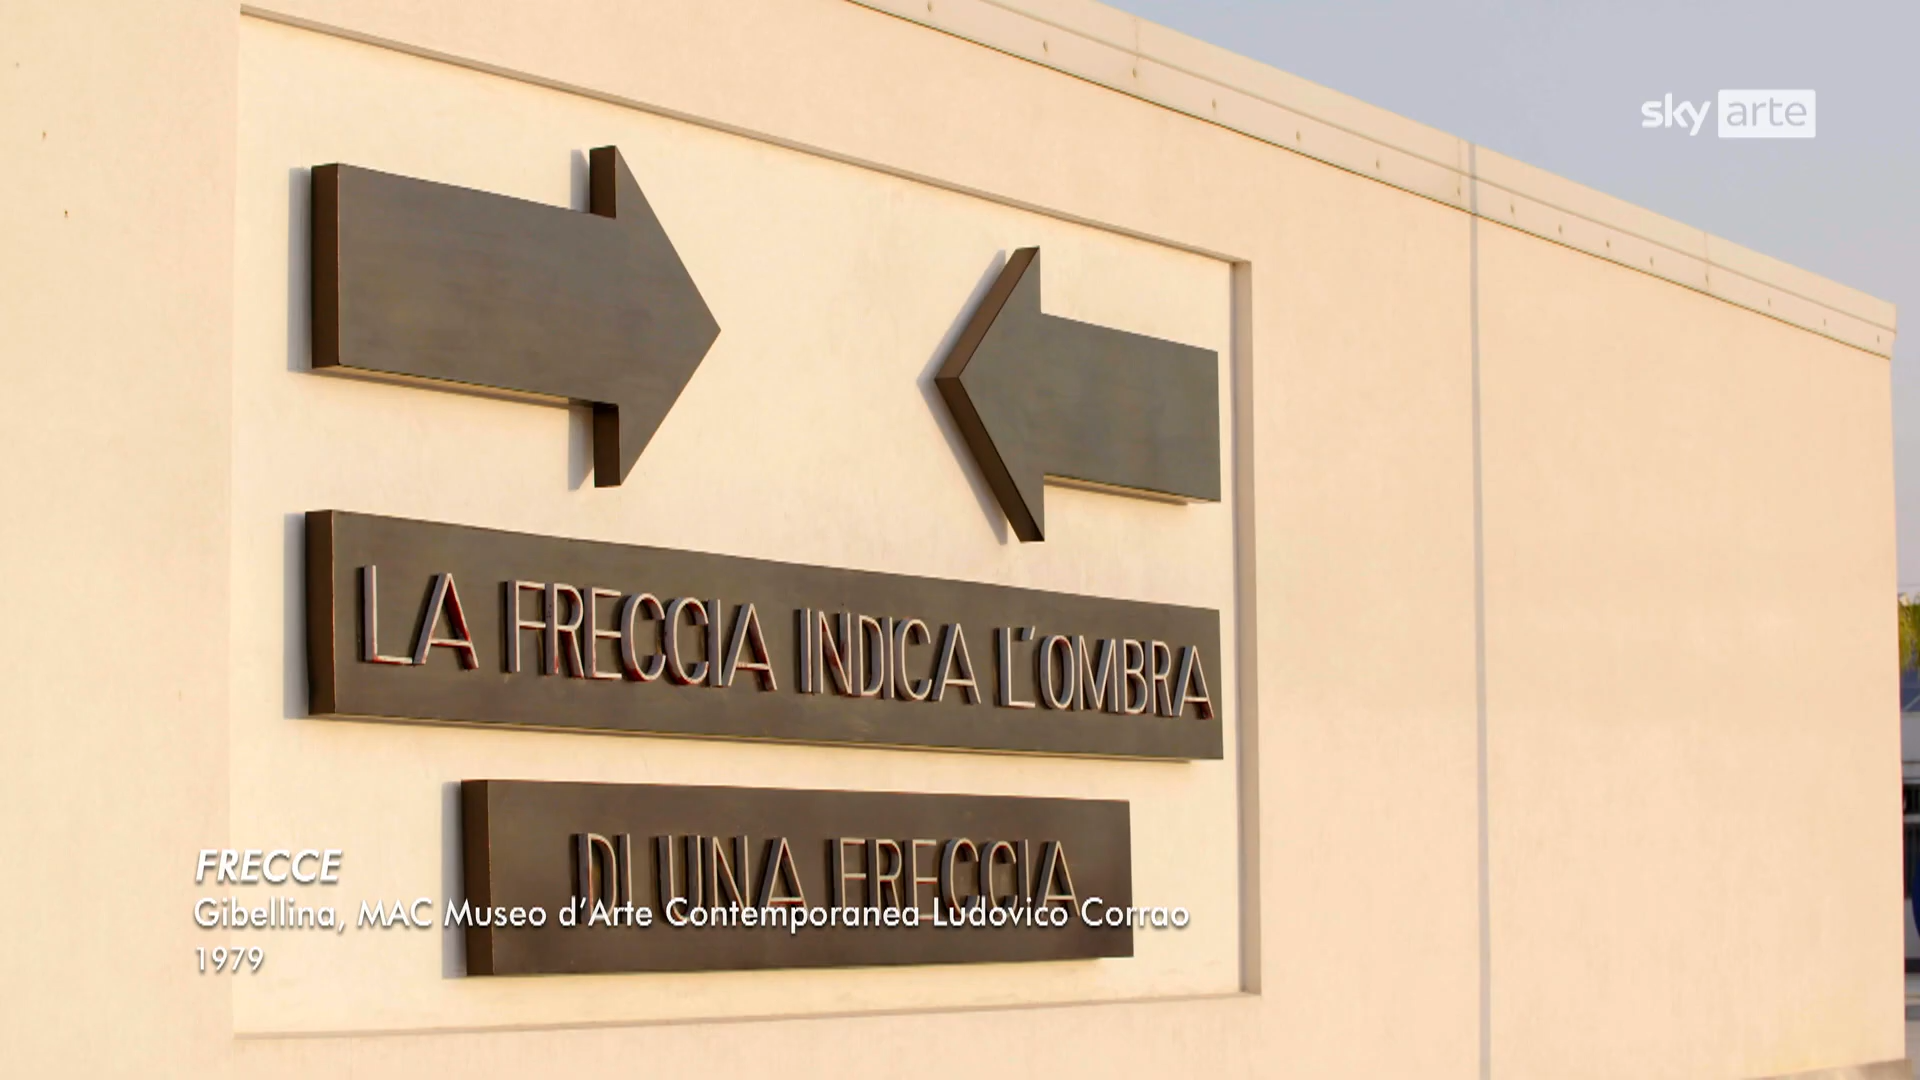 sky arte
LA FRECCIA INDICA L'OMBRA
DI UNA FRECCIA
FRECCE
Gibellina, MAC Museo d'Arte Contemporanea Ludovico Corrao
1979